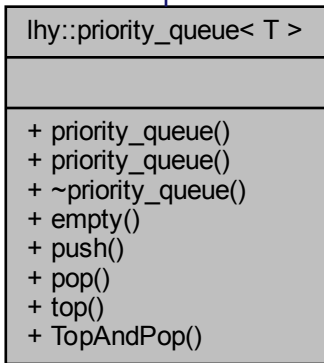 lhy::priority_queue< T >
+ priority_queue()
+ priority_queue()
+ ~priority_queue()
+ empty()
+ push()
+ pop()
+ top()
+ TopAndPop()